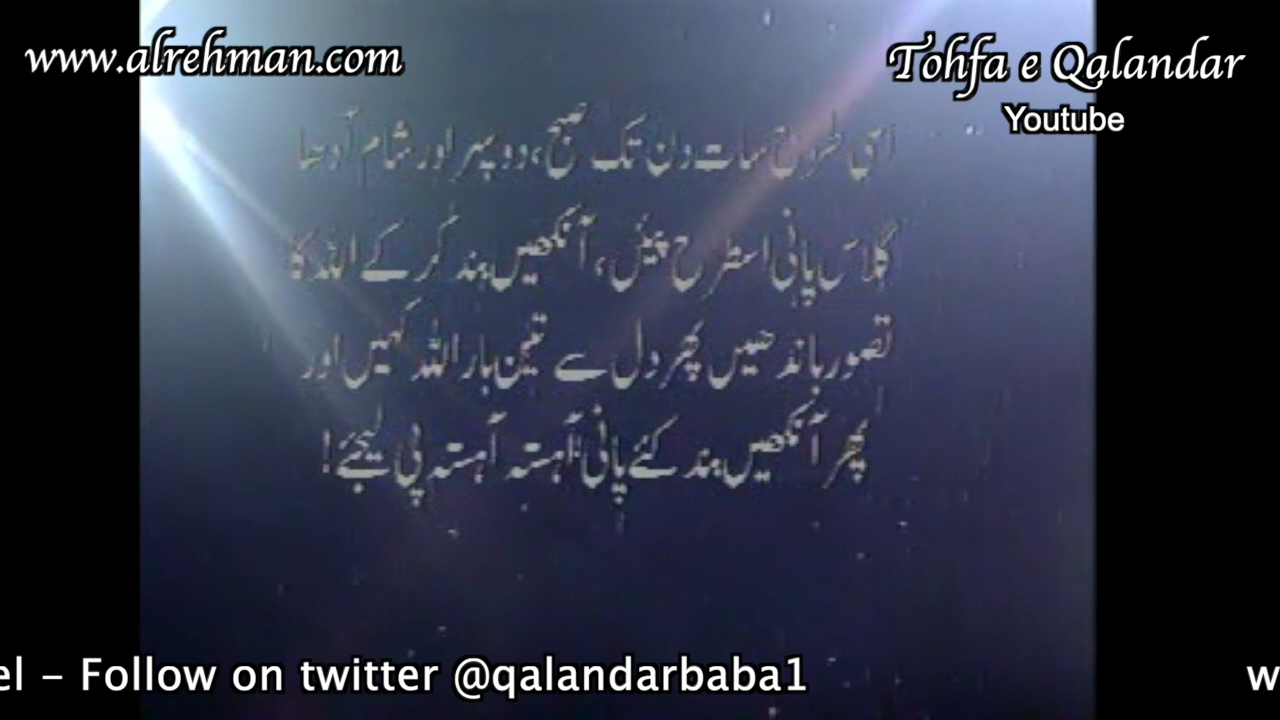 www.alrehman.com
Tohfa e Qalandar
Youtube
اسی طرح سات دن تک صبح، دوپہر اور شام آدھا
گلاس پانی اسطرح پیئں، آنکھیں بند کر کے اللہ کا
تصور باندھیں پھر دل سے تین بار اللہ کہیں اور
پھر آنکھیں بند کئے پانی آہستہ آہستہ پی لیجئے!
el - Follow on twitter @qalandarbaba1
w